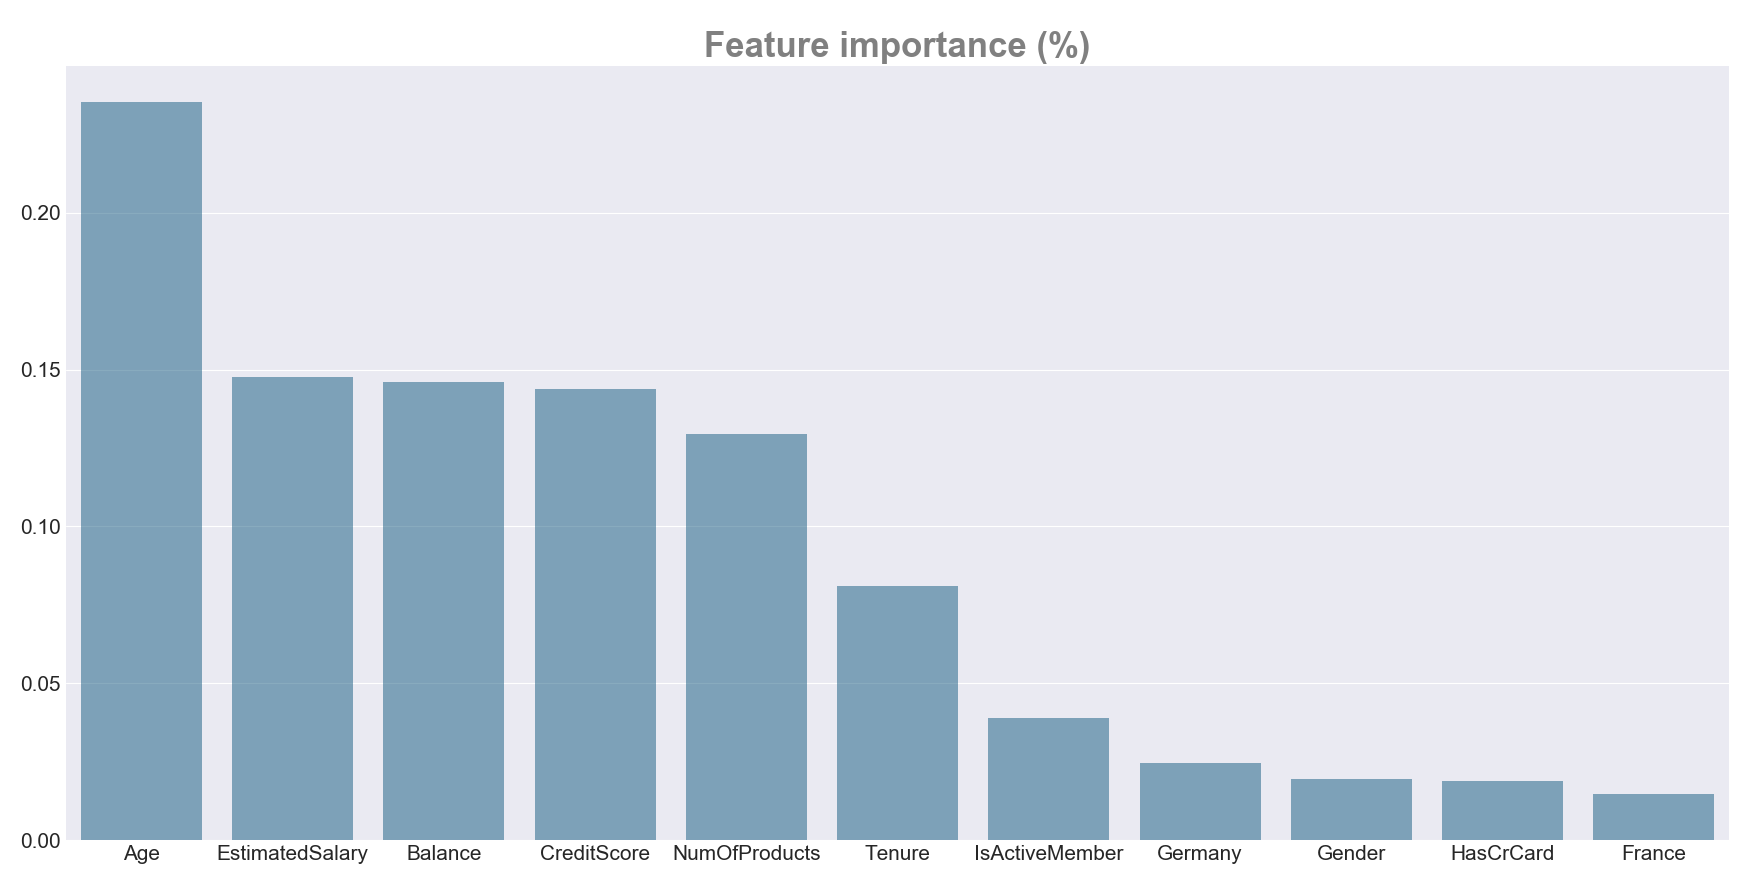 Feature importance (%)
0.20
0.15
0.10
0.05
0.00
Age EstimatedSalary Balance CreditScore NumOfProducts Tenure IsActiveMember Germany Gender HasCrCard France